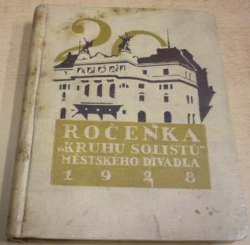 20
ROČENKA
„KRUHU SOLISTŮ"
MĚSTSKÉHO DIVADLA
1928